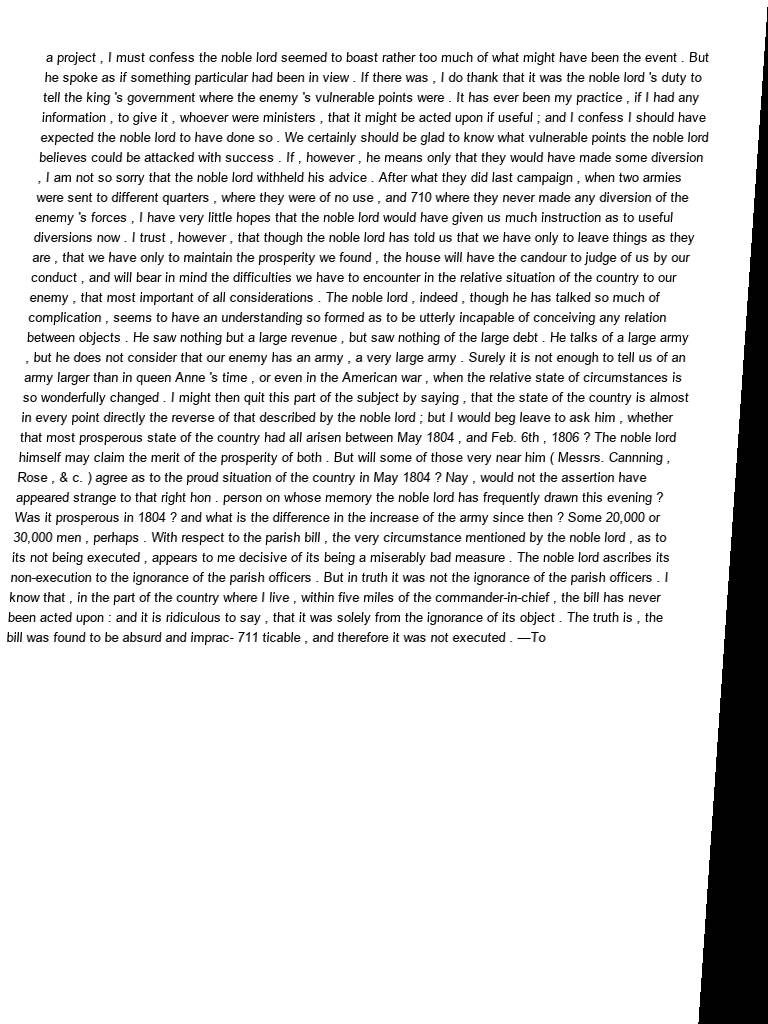 a project , I must confess the noble lord seemed to boast rather too much of what might have been the event . But
he spoke as if something particular had been in view . If there was , I do thank that it was the noble lord 's duty to
tell the king 's government where the enemy 's vulnerable points were . It has ever been my practice , if I had any
information , to give it , whoever were ministers , that it might be acted upon if useful ; and I confess I should have
expected the noble lord to have done so . We certainly should be glad to know what vulnerable points the noble lord
believes could be attacked with success . If , however , he means only that they would have made some diversion
, I am not so sorry that the noble lord withheld his advice . After what they did last campaign , when two armies
were sent to different quarters , where they were of no use , and 710 where they never made any diversion of the
enemy 's forces , I have very little hopes that the noble lord would have given us much instruction as to useful
diversions now . I trust , however , that though the noble lord has told us that we have only to leave things as they
are , that we have only to maintain the prosperity we found , the house will have the candour to judge of us by our
conduct , and will bear in mind the difficulties we have to encounter in the relative situation of the country to our
enemy , that most important of all considerations . The noble lord , indeed , though he has talked so much of
complication , seems to have an understanding so formed as to be utterly incapable of conceiving any relation
between objects . He saw nothing but a large revenue , but saw nothing of the large debt . He talks of a large army
, but he does not consider that our enemy has an army , a very large army . Surely it is not enough to tell us of an
army larger than in queen Anne 's time , or even in the American war , when the relative state of circumstances is
so wonderfully changed . I might then quit this part of the subject by saying , that the state of the country is almost
in every point directly the reverse of that described by the noble lord ; but I would beg leave to ask him , whether
that most prosperous state of the country had all arisen between May 1804 , and Feb. 6th , 1806 ? The noble lord
himself may claim the merit of the prosperity of both . But will some of those very near him ( Messrs. Cannning ,
Rose , & c. ) agree as to the proud situation of the country in May 1804 ? Nay , would not the assertion have
appeared strange to that right hon . person on whose memory the noble lord has frequently drawn this evening ?
Was it prosperous in 1804 ? and what is the difference in the increase of the army since then ? Some 20,000 or
30,000 men , perhaps . With respect to the parish bill , the very circumstance mentioned by the noble lord , as to
its not being executed , appears to me decisive of its being a miserably bad measure . The noble lord ascribes its
non-execution to the ignorance of the parish officers . But in truth it was not the ignorance of the parish officers . I
know that , in the part of the country where I live , within five miles of the commander-in-chief , the bill has never
been acted upon : and it is ridiculous to say , that it was solely from the ignorance of its object . The truth is , the
bill was found to be absurd and imprac- 711 ticable , and therefore it was not executed . —To